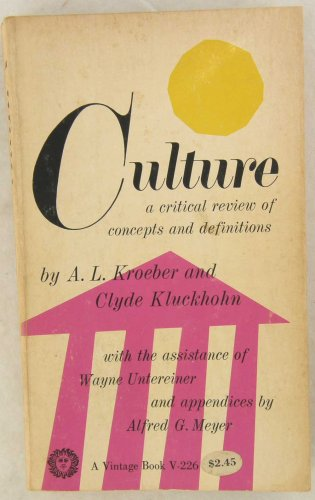 Culture
a critical review of
concepts and definitions
by A. L. Kroeber and
Clyde Kluckhohn
with the assistance of
Wayne Untereiner
and appendices by
Alfred G. Meyer
A Vintage Book V-226 $2.45